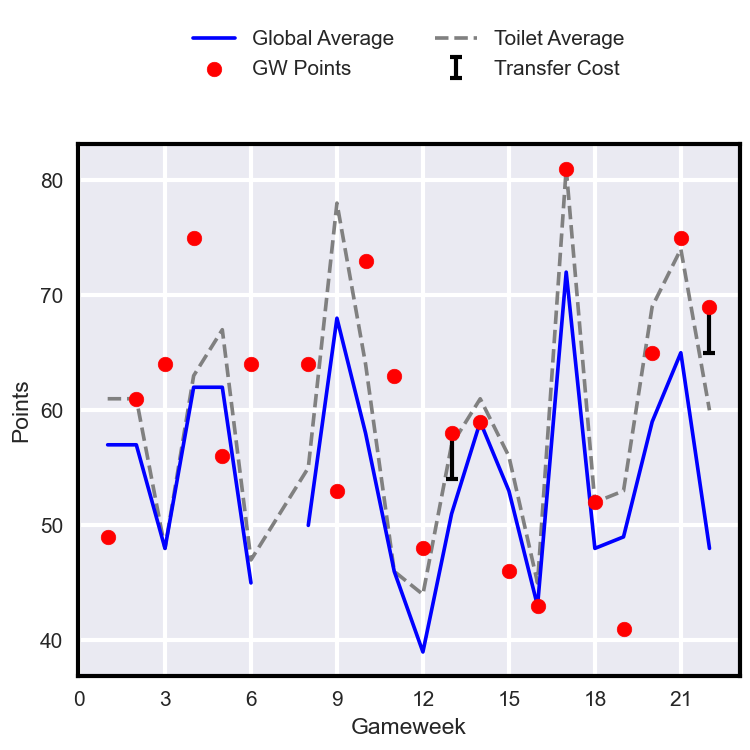 Global Average
Toilet Average
GW Points
Transfer Cost
80
70
60
50
40
Points
0 3 6 9 12 15 18 21
Gameweek